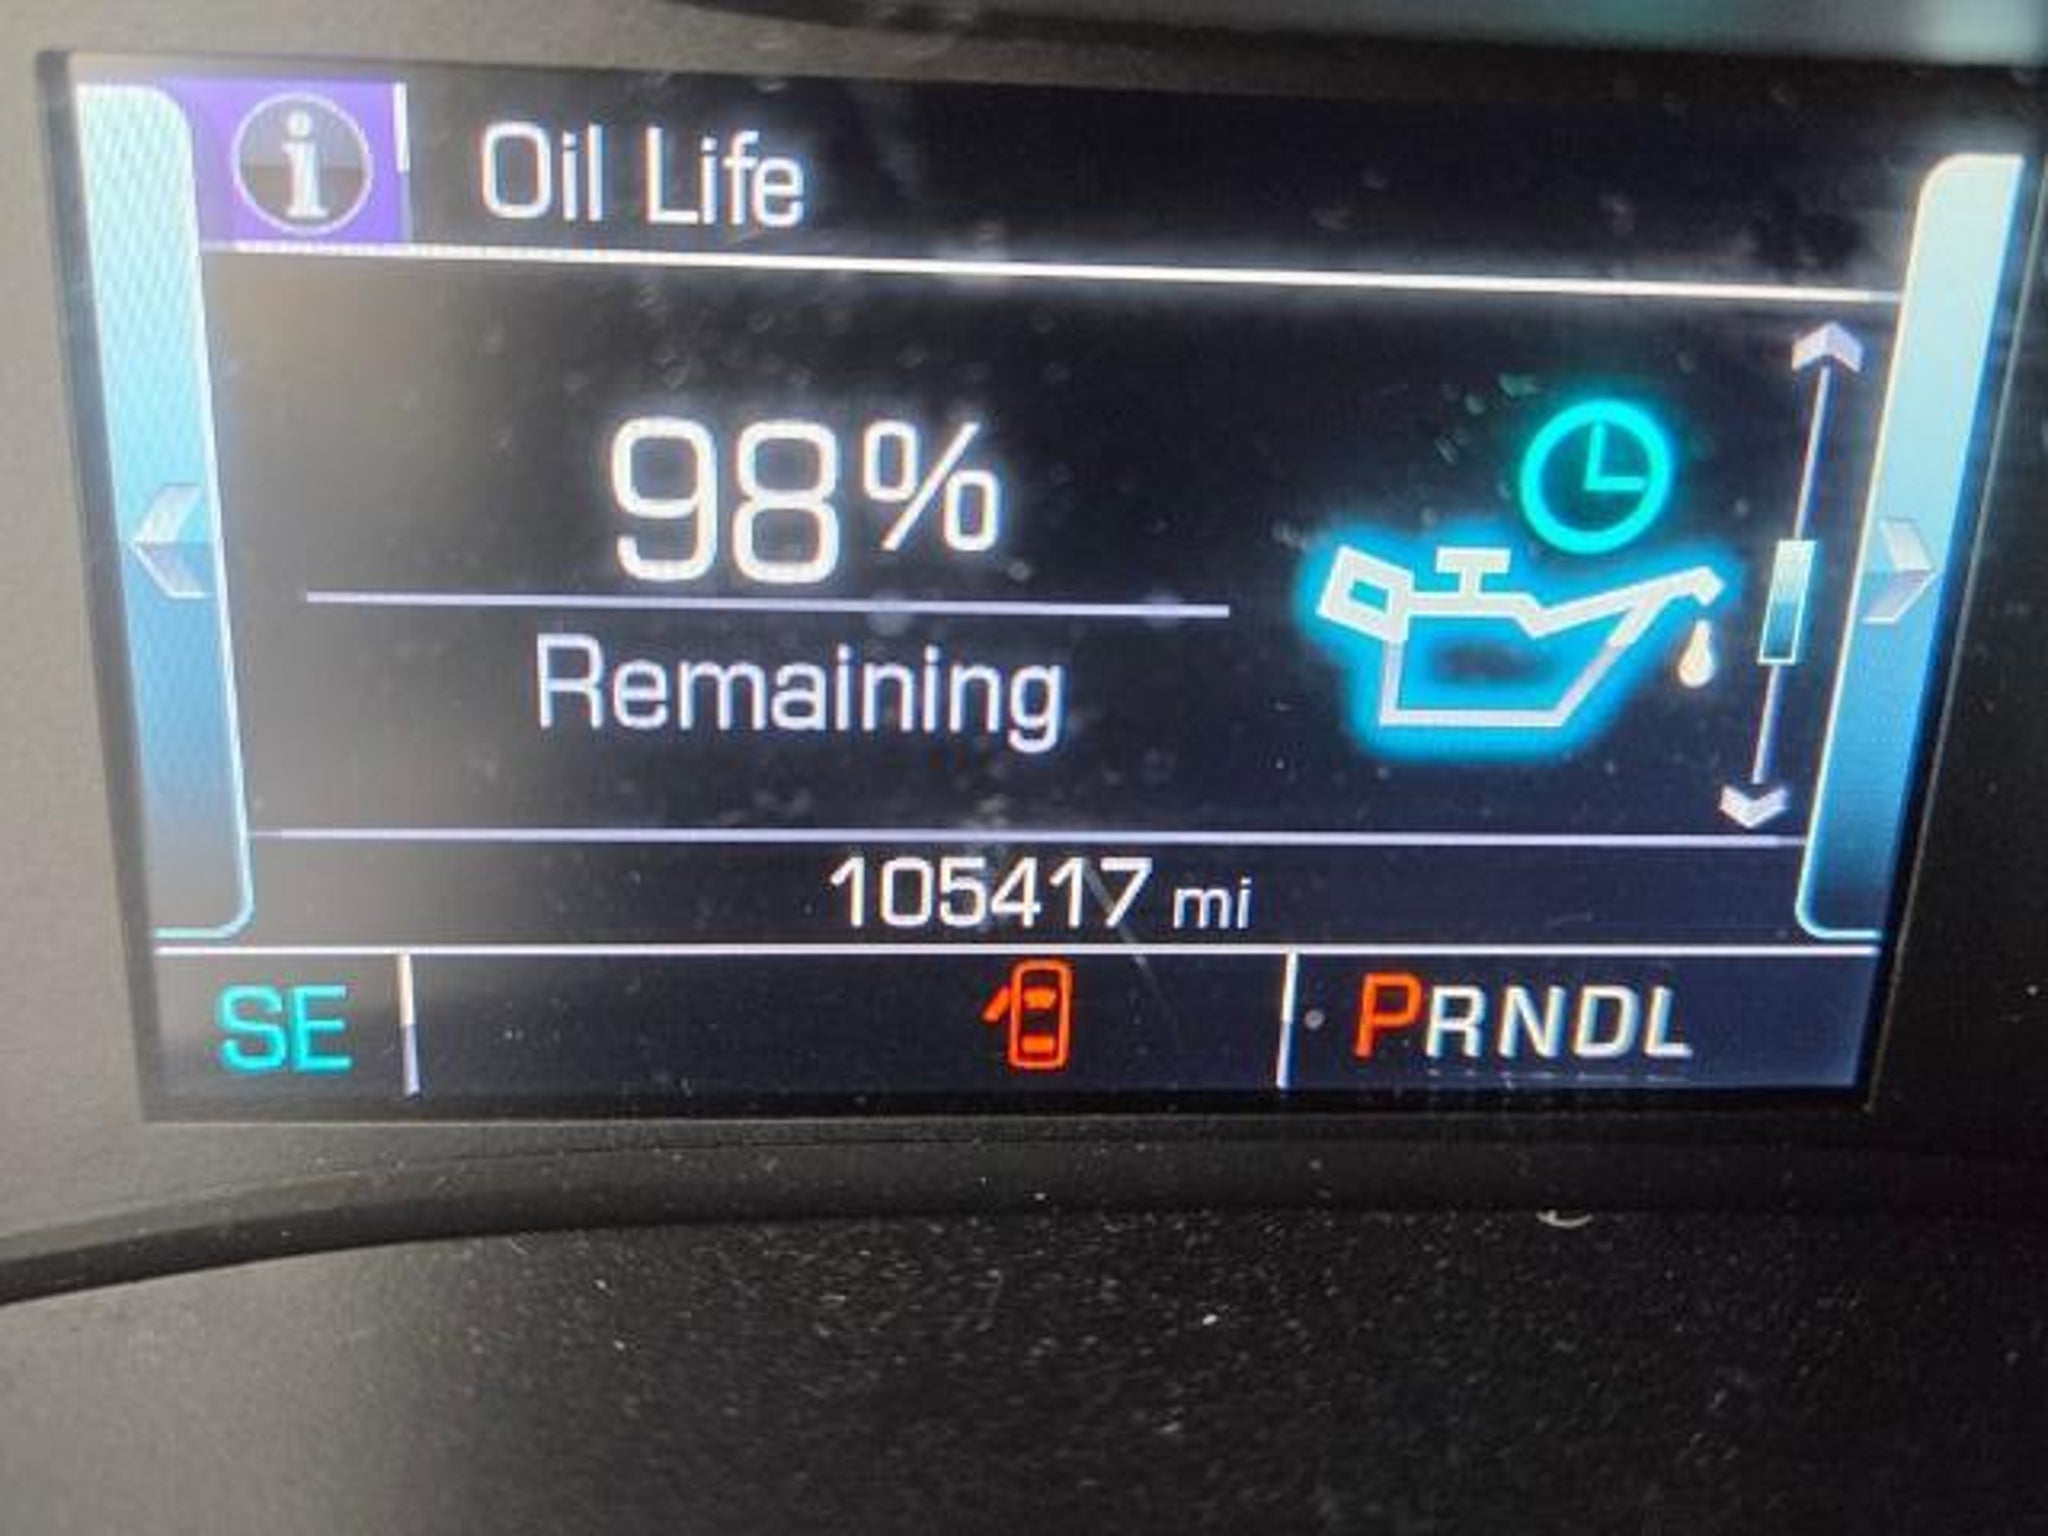 i Oil Life
98%
Remaining
105417 mi
SE PRNDL